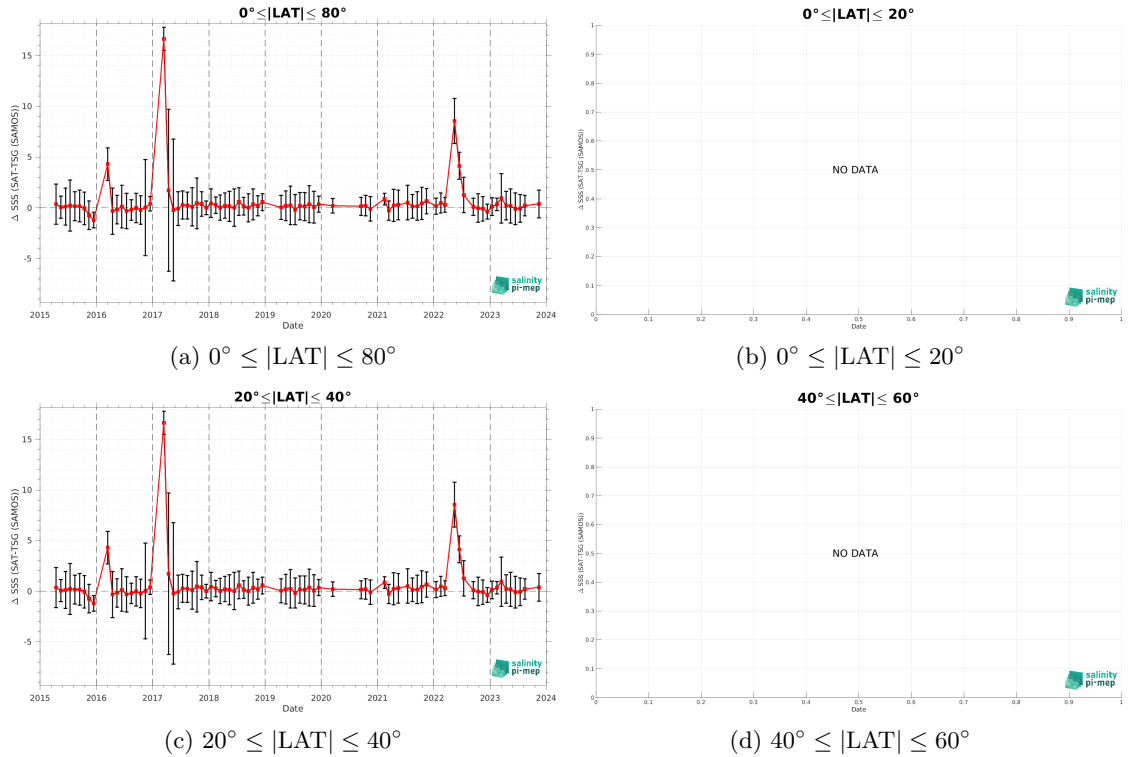 0°≤|LAT|≤ 80°
Δ SSS (SAT-TSG (SAMOS))
15
10
5
0
-5
2015 2016 2017 2018 2019 2020 2021 2022 2023 2024
Date
salinity
pi-mep
(a) 0° ≤ |LAT| ≤ 80°
0°≤|LAT|≤ 20°
Δ SSS (SAT-TSG (SAMOS))
1
0.9
0.8
0.7
0.6
0.5
0.4
0.3
0.2
0.1
0
NO DATA
0 0.1 0.2 0.3 0.4 0.5 0.6 0.7 0.8 0.9 1
Date
salinity
pi-mep
(b) 0° ≤ |LAT| ≤ 20°
20°≤|LAT|≤ 40°
Δ SSS (SAT-TSG (SAMOS))
15
10
5
0
-5
2015 2016 2017 2018 2019 2020 2021 2022 2023 2024
Date
salinity
pi-mep
(c) 20° ≤ |LAT| ≤ 40°
40°≤|LAT|≤ 60°
Δ SSS (SAT-TSG (SAMOS))
1
0.9
0.8
0.7
0.6
0.5
0.4
0.3
0.2
0.1
0
NO DATA
0 0.1 0.2 0.3 0.4 0.5 0.6 0.7 0.8 0.9 1
Date
salinity
pi-mep
(d) 40° ≤ |LAT| ≤ 60°